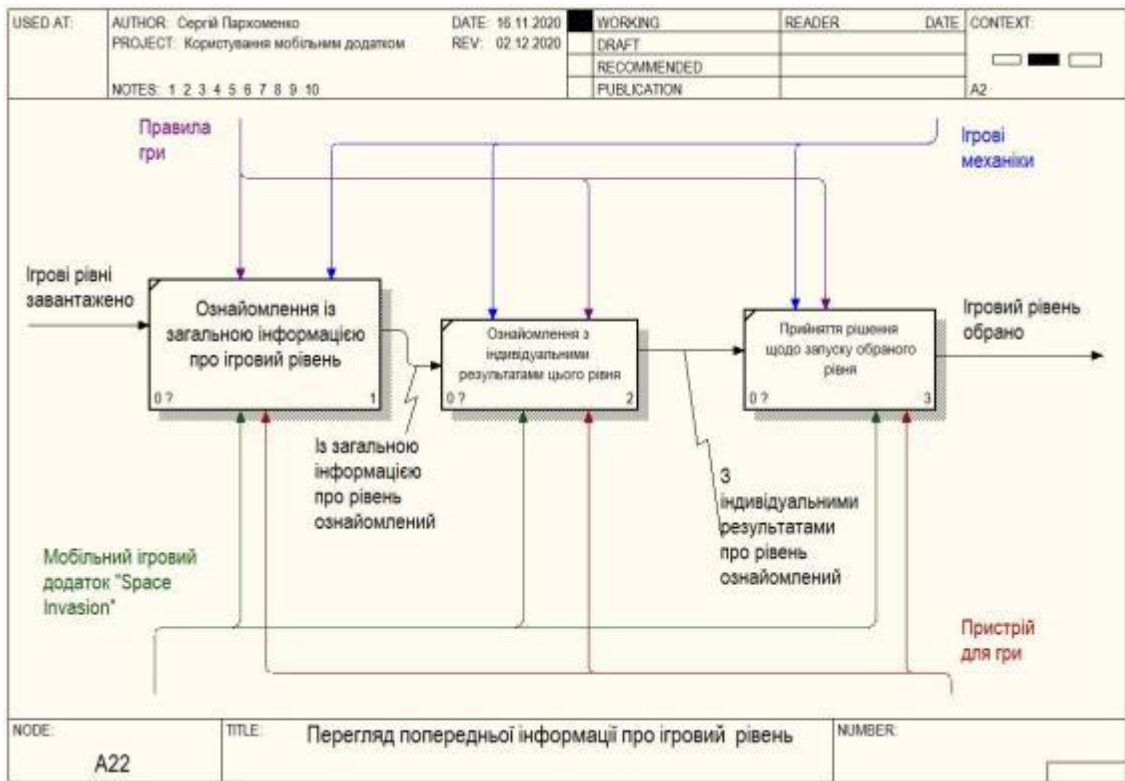 USED AT:
AUTHOR: Сергій Пархоменко
DATE: 16.11.2020
WORKING
READER
DATE
CONTEXT:
PROJECT: Користування мобільним додатком
REV: 02.12.2020
DRAFT
RECOMMENDED
NOTES: 1 2 3 4 5 6 7 8 9 10
PUBLICATION
A2
Правила
гри
Ігрові
механіки
Ігрові рівні
завантажено
Ознайомлення із
загальною інформацією
про ігровий рівень
0 ?
1
Ознайомлення з
індивідуальними
результатами цього рівня
0 ?
2
Прийняття рішення
щодо запуску обраного
рівня
0 ?
3
Ігровий рівень
обрано
Із загальною
інформацією
про рівень
ознайомлений
З
індивідуальними
результатами
про рівень
ознайомлений
Мобільний ігровий
додаток "Space
Invasion"
Пристрій
для гри
NODE:
A22
TITLE:
Перегляд попередньої інформації про ігровий рівень
NUMBER: